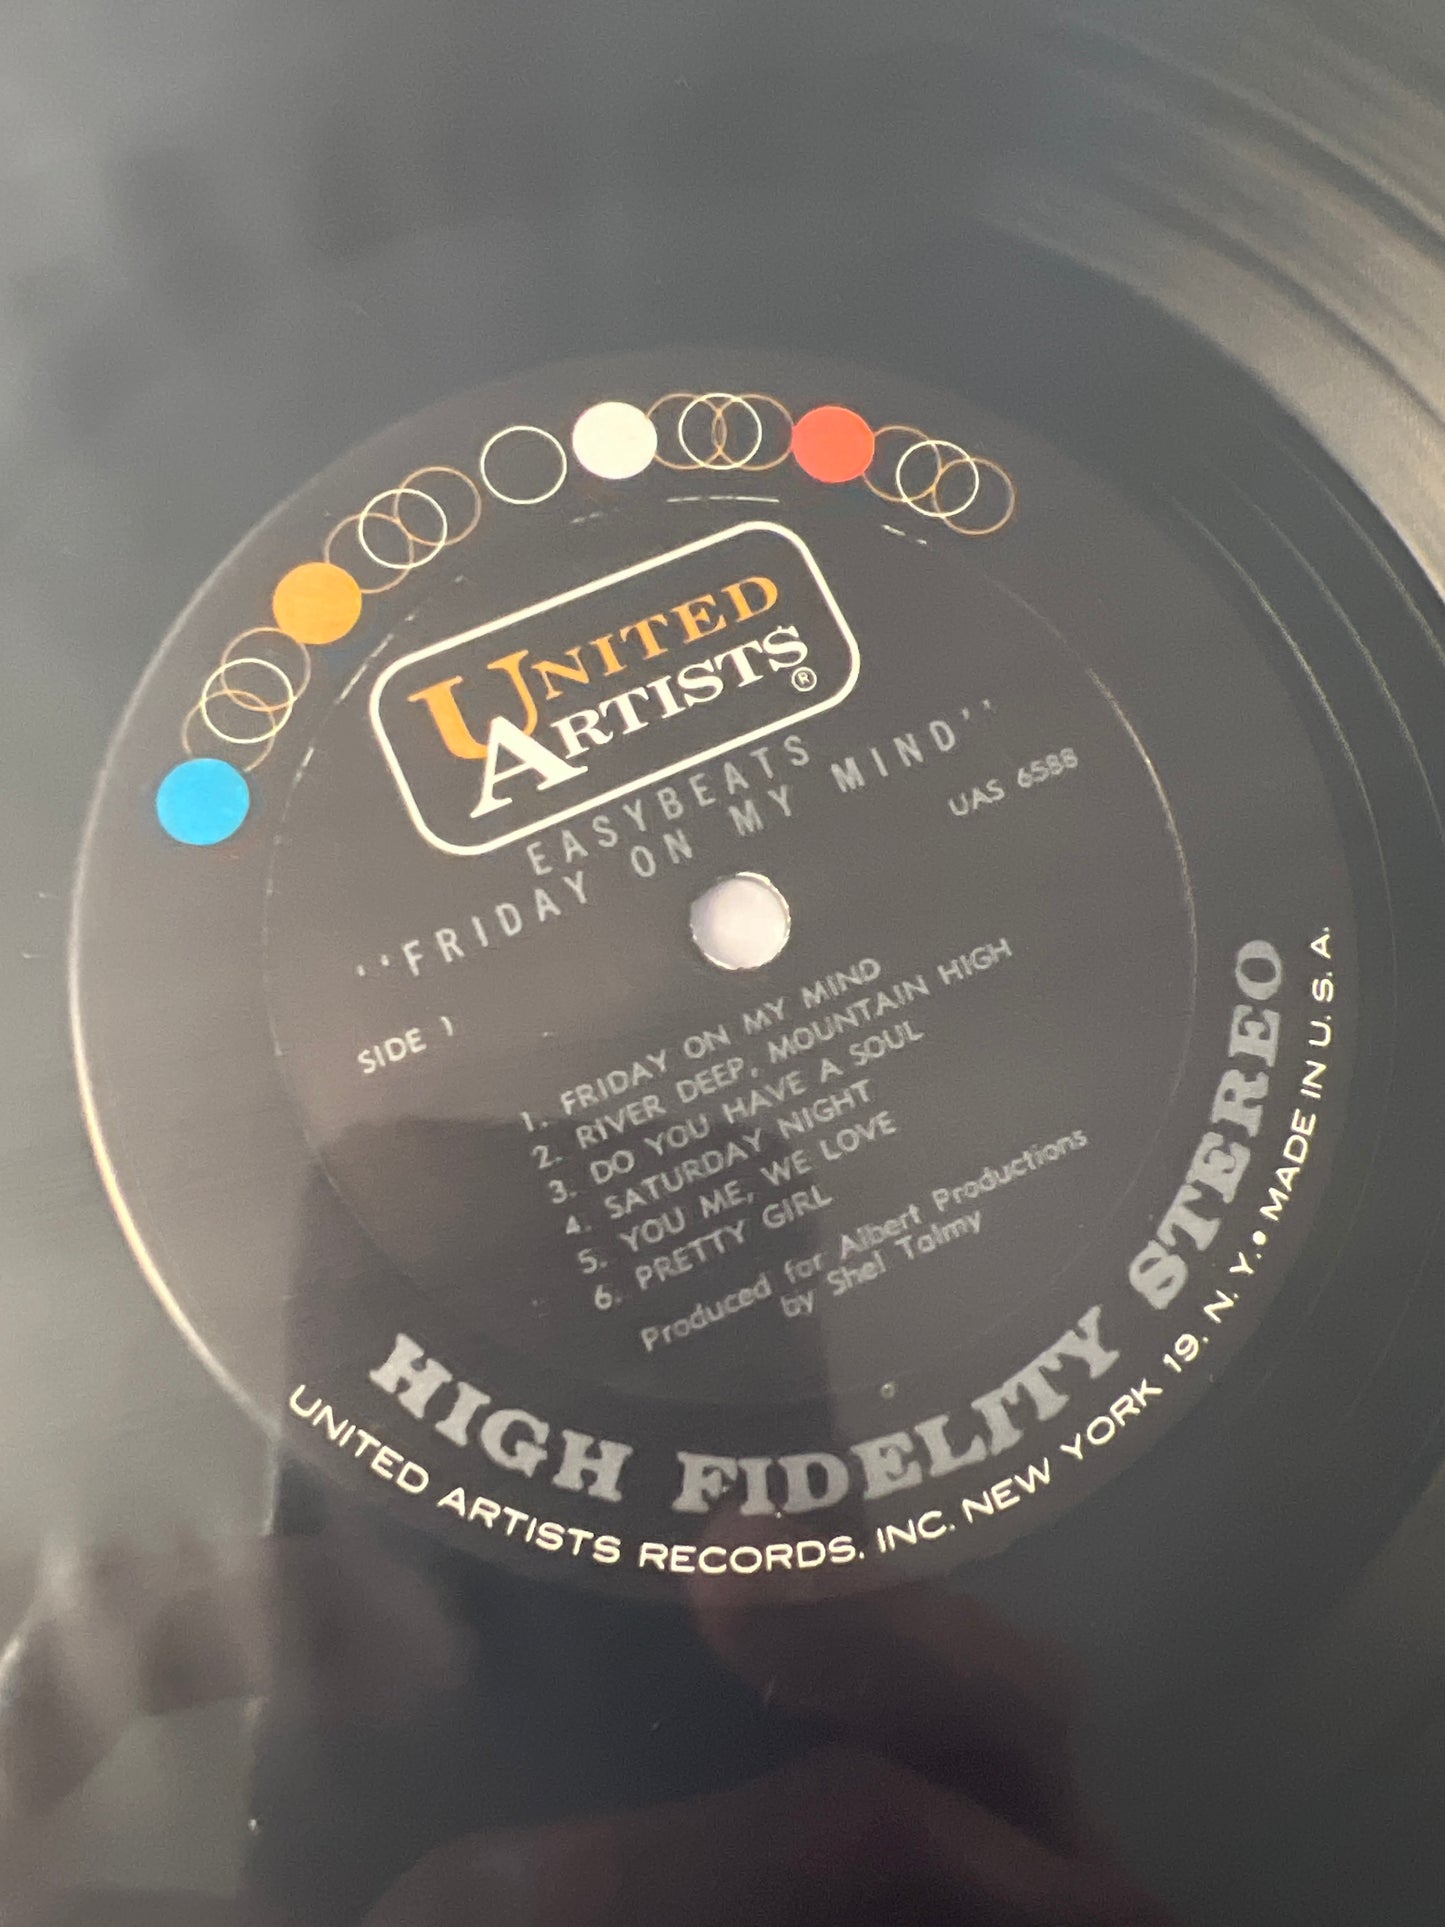 UNITED
ARTISTS
®
EASYBEATS
''FRIDAY ON MY MIND''
UAS 6588
SIDE 1
1. FRIDAY ON MY MIND
2. RIVER DEEP, MOUNTAIN HIGH
3. DO YOU HAVE A SOUL
4. SATURDAY NIGHT
5. YOU ME, WE LOVE
6. PRETTY GIRL
Produced for Albert Productions
by Shel Talmy
HIGH FIDELITY STEREO
UNITED ARTISTS RECORDS, INC. NEW YORK 19, N. Y. • MADE IN U. S. A.